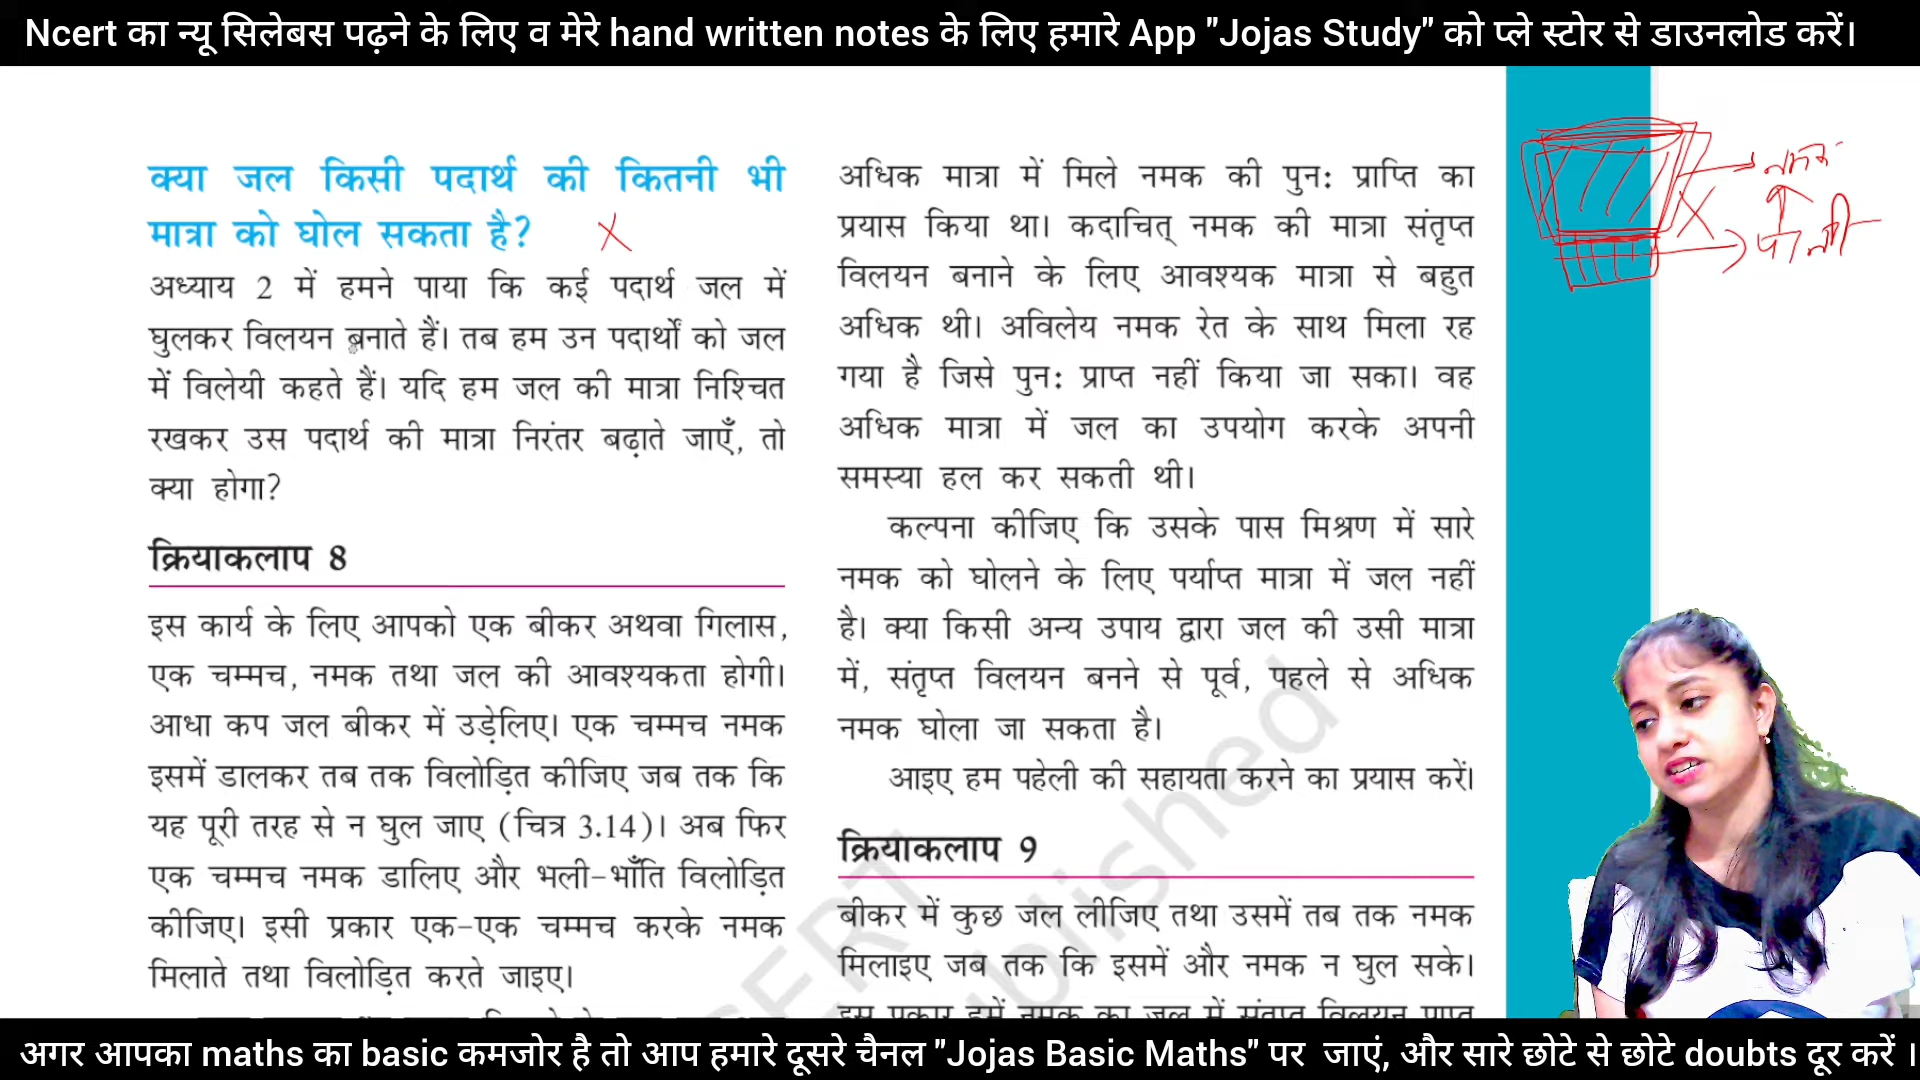 Ncert का न्यू सिलेबस पढ़ने के लिए व मेरे hand written notes के लिए हमारे App "Jojas Study" को प्ले स्टोर से डाउनलोड करें।
क्या जल किसी पदार्थ की कितनी भी
मात्रा को घोल सकता है?
अध्याय 2 में हमने पाया कि कई पदार्थ जल में
घुलकर विलयन बनाते हैं। तब हम उन पदार्थों को जल
में विलेयी कहते हैं। यदि हम जल की मात्रा निश्चित
रखकर उस पदार्थ की मात्रा निरंतर बढ़ाते जाएँ, तो
क्या होगा?
क्रियाकलाप 8
इस कार्य के लिए आपको एक बीकर अथवा गिलास,
एक चम्मच, नमक तथा जल की आवश्यकता होगी।
आधा कप जल बीकर में उड़ेलिए। एक चम्मच नमक
इसमें डालकर तब तक विलोड़ित कीजिए जब तक कि
यह पूरी तरह से न घुल जाए (चित्र 3.14)। अब फिर
एक चम्मच नमक डालिए और भली-भाँति विलोड़ित
कीजिए। इसी प्रकार एक-एक चम्मच करके नमक
मिलाते तथा विलोड़ित करते जाइए।
अधिक मात्रा में मिले नमक की पुन: प्राप्ति का
प्रयास किया था। कदाचित् नमक की मात्रा संतृप्त
विलयन बनाने के लिए आवश्यक मात्रा से बहुत
अधिक थी। अविलेय नमक रेत के साथ मिला रह
गया है जिसे पुन: प्राप्त नहीं किया जा सका। वह
अधिक मात्रा में जल का उपयोग करके अपनी
समस्या हल कर सकती थी।
कल्पना कीजिए कि उसके पास मिश्रण में सारे
नमक को घोलने के लिए पर्याप्त मात्रा में जल नहीं
है। क्या किसी अन्य उपाय द्वारा जल की उसी मात्रा
में, संतृप्त विलयन बनने से पूर्व, पहले से अधिक
नमक घोला जा सकता है।
आइए हम पहेली की सहायता करने का प्रयास करें।
क्रियाकलाप 9
बीकर में कुछ जल लीजिए तथा उसमें तब तक नमक
मिलाइए जब तक कि इसमें और नमक न घुल सके।
इस प्रकार हमें नमक का जल में संतृप्त विलयन प्राप्त
नमक
पानी
अगर आपका maths का basic कमजोर है तो आप हमारे दूसरे चैनल "Jojas Basic Maths" पर जाएं, और सारे छोटे से छोटे doubts दूर करें ।